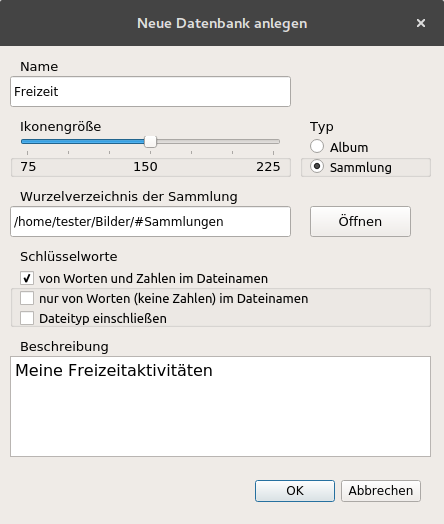 Neue Datenbank anlegen
Name
Freizeit
Ikonengröße
75 150 225
Typ
Album
Sammlung
Wurzelverzeichnis der Sammlung
/home/tester/Bilder/#Sammlungen
Öffnen
Schlüsselworte
von Worten und Zahlen im Dateinamen
nur von Worten (keine Zahlen) im Dateinamen
Dateityp einschließen
Beschreibung
Meine Freizeitaktivitäten
OK Abbrechen